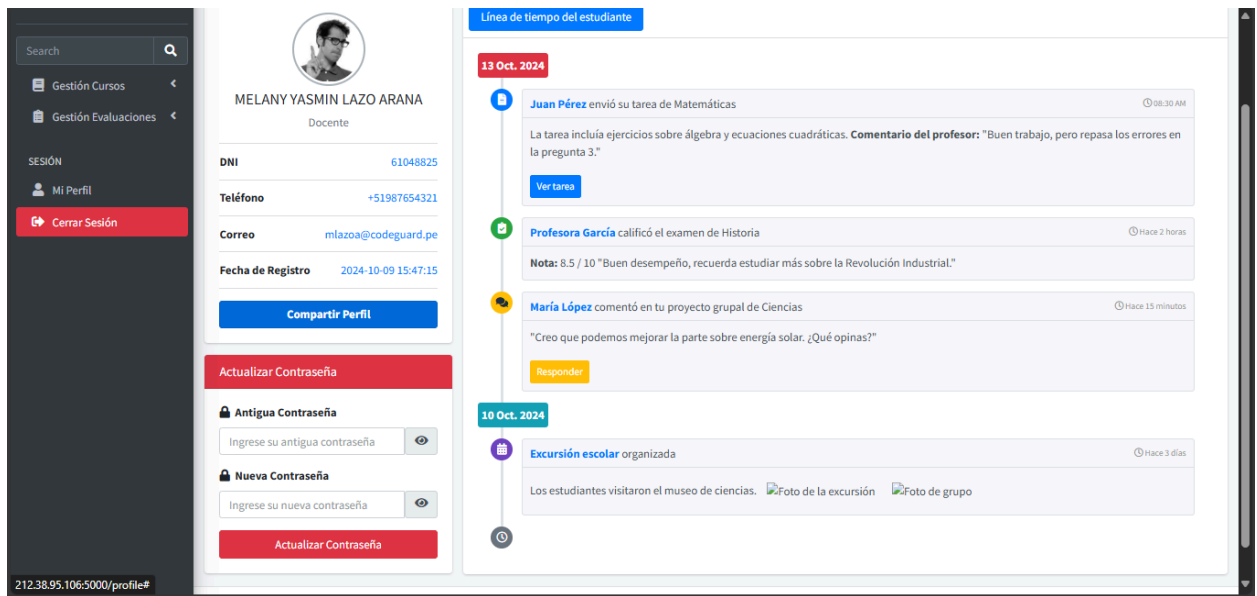 Search
Gestión Cursos
Gestión Evaluaciones
SESIÓN
Mi Perfil
Cerrar Sesión
MELANY YASMIN LAZO ARANA
Docente
DNI 61048825
Teléfono +51987654321
Correo mlazoa@codeguard.pe
Fecha de Registro 2024-10-09 15:47:15
Compartir Perfil
Actualizar Contraseña
Antigua Contraseña
Ingrese su antigua contraseña
Nueva Contraseña
Ingrese su nueva contraseña
Actualizar Contraseña
Línea de tiempo del estudiante
13 Oct. 2024
Juan Pérez envió su tarea de Matemáticas 08:30 AM
La tarea incluía ejercicios sobre álgebra y ecuaciones cuadráticas. Comentario del profesor: "Buen trabajo, pero repasa los errores en
la pregunta 3."
Ver tarea
Profesora García calificó el examen de Historia Hace 2 horas
Nota: 8.5 / 10 "Buen desempeño, recuerda estudiar más sobre la Revolución Industrial."
María López comentó en tu proyecto grupal de Ciencias Hace 15 minutos
"Creo que podemos mejorar la parte sobre energía solar. ¿Qué opinas?"
Responder
10 Oct. 2024
Excursión escolar organizada Hace 3 días
Los estudiantes visitaron el museo de ciencias. Foto de la excursión Foto de grupo
212.38.95.106:5000/profile#